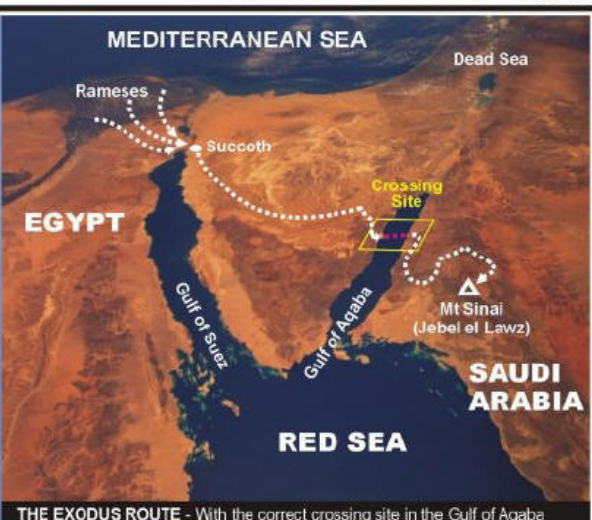 MEDITERRANEAN SEA
Dead Sea
Rameses
Succoth
Crossing
Site
EGYPT
Gulf of Suez
Gulf of Aqaba
Mt Sinai
(Jebel el Lawz)
SAUDI
ARABIA
RED SEA
THE EXODUS ROUTE - With the correct crossing site in the Gulf of Aqaba